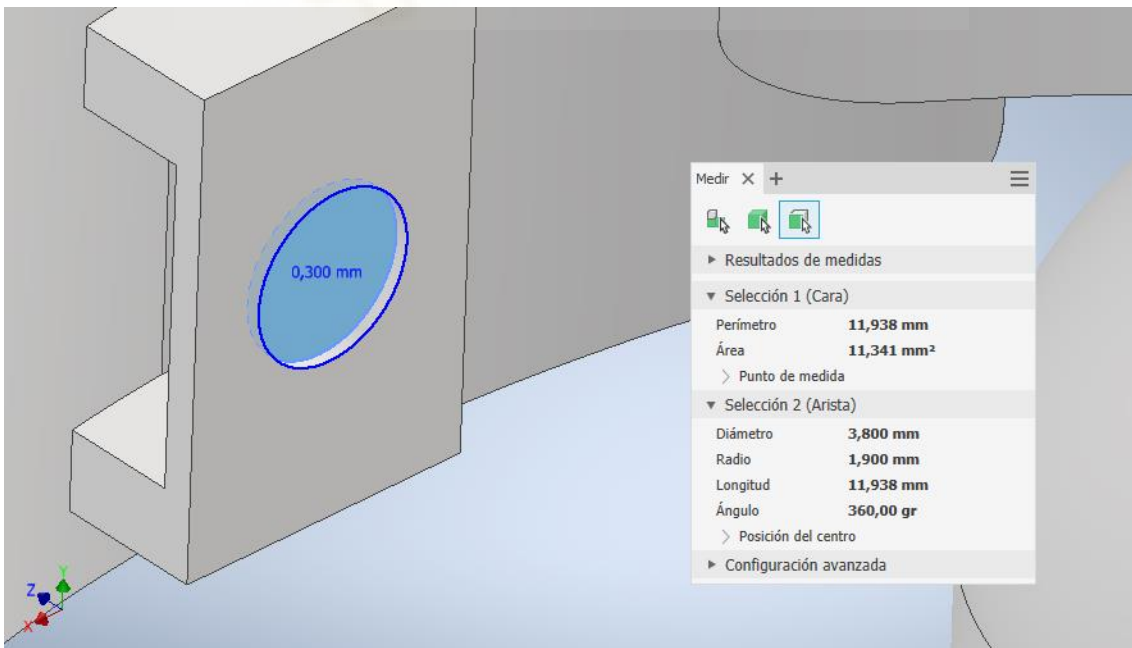 0,300 mm
Medir
Resultados de medidas
Selección 1 (Cara)
Perímetro 11,938 mm
Área 11,341 mm²
Punto de medida
Selección 2 (Arista)
Diámetro 3,800 mm
Radio 1,900 mm
Longitud 11,938 mm
Ángulo 360,00 gr
Posición del centro
Configuración avanzada
Y
Z
X